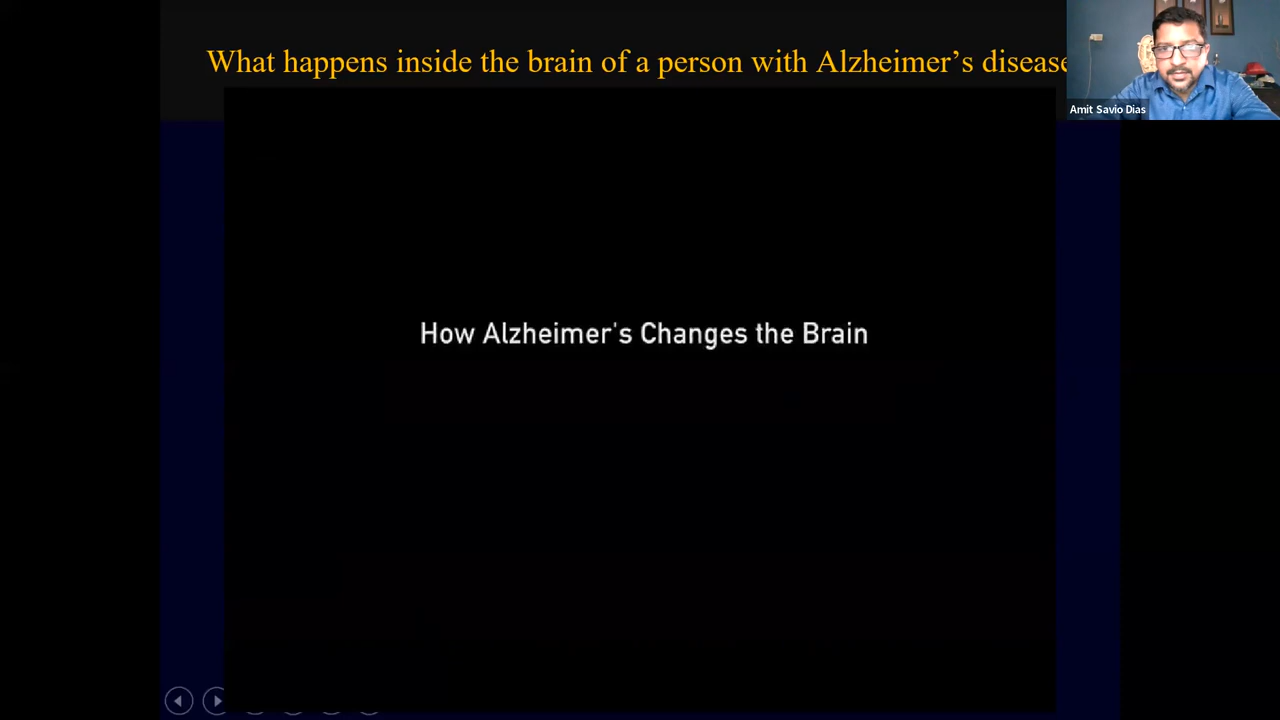 What happens inside the brain of a person with Alzheimer’s disease
Amit Savio Dias
How Alzheimer's Changes the Brain